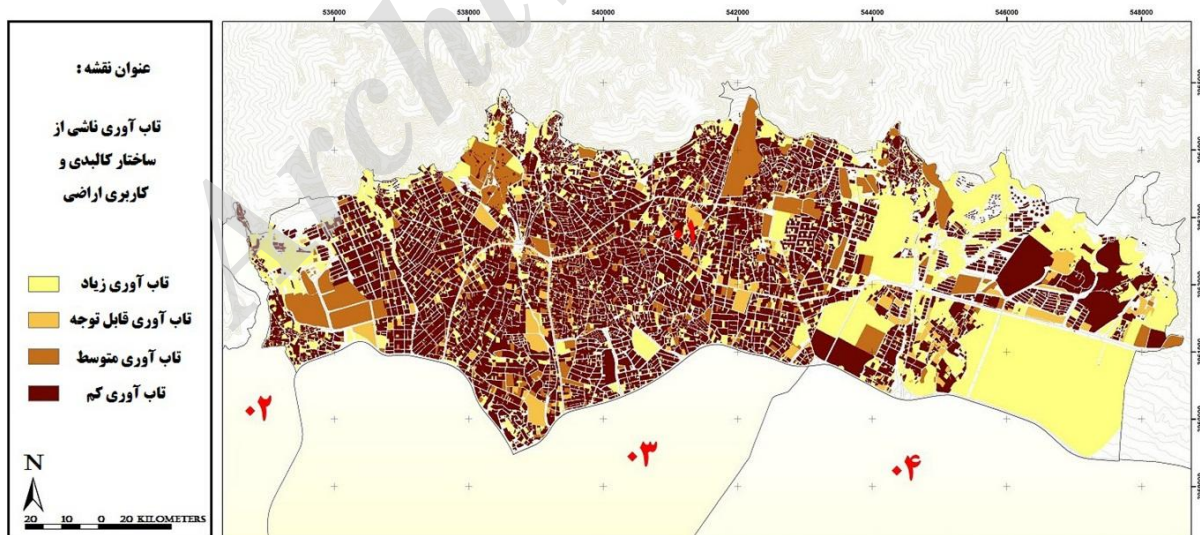 عنوان نقشه :
تاب آوری ناشی از
ساختار کالبدی و
کاربری اراضی
تاب آوری زیاد
تاب آوری قابل توجه
تاب آوری متوسط
تاب آوری کم
N
20 10 0 20 KILOMETERS
536000 538000 540000 542000 544000 546000 548000
۰۱
۰۲
۰۳
۰۴
Archi